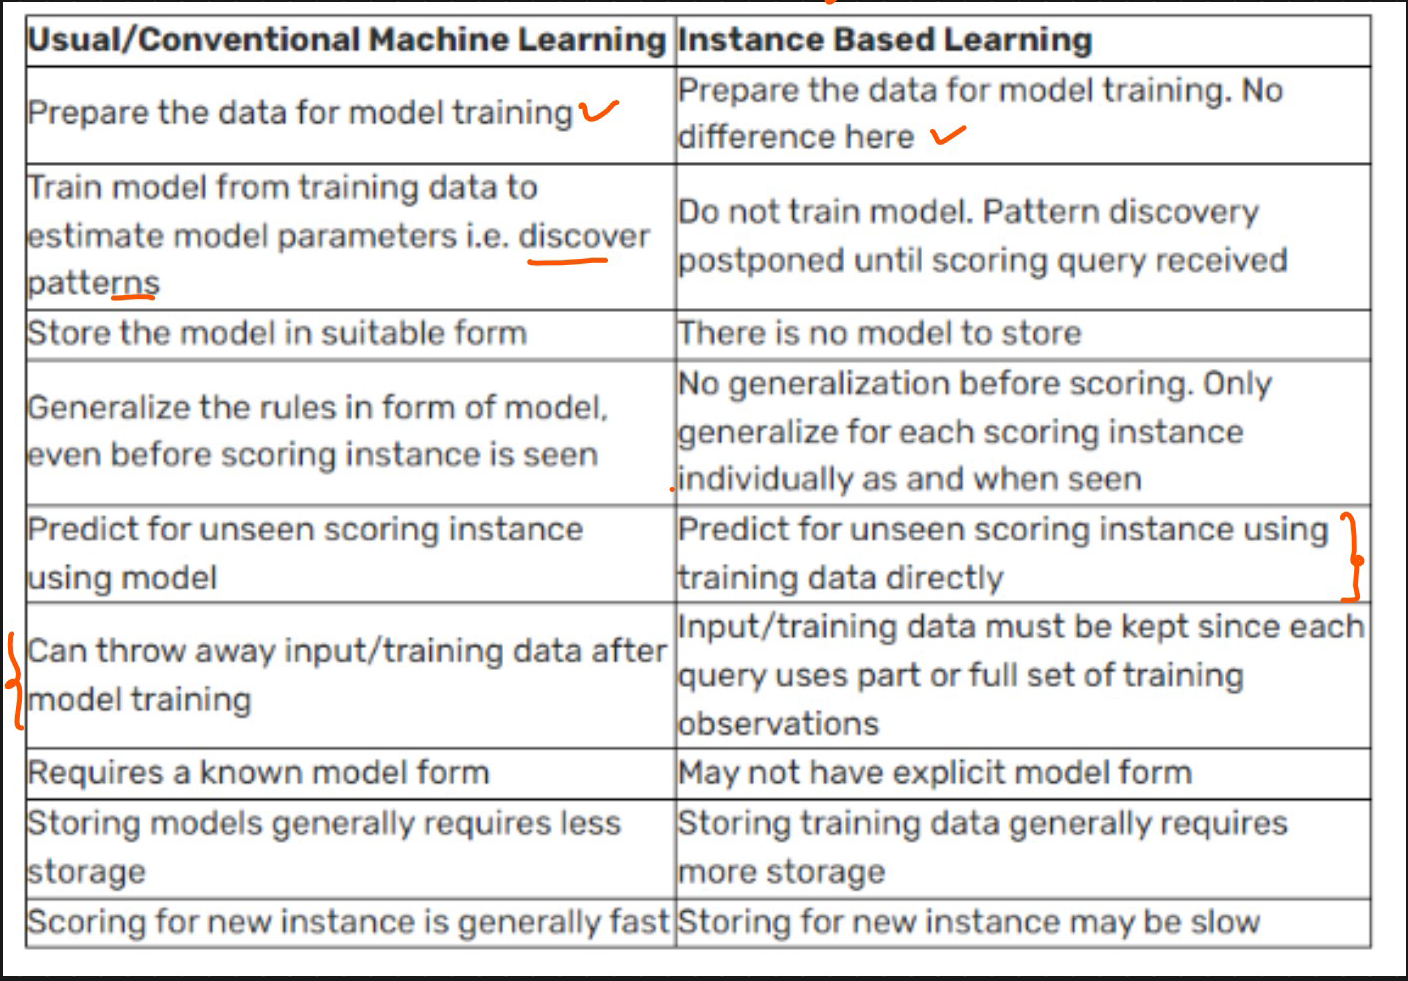 Usual/Conventional Machine Learning
Instance Based Learning
Prepare the data for model training
Prepare the data for model training. No
difference here
Train model from training data to
estimate model parameters i.e. discover
patterns
Do not train model. Pattern discovery
postponed until scoring query received
Store the model in suitable form
There is no model to store
Generalize the rules in form of model,
even before scoring instance is seen
No generalization before scoring. Only
generalize for each scoring instance
individually as and when seen
Predict for unseen scoring instance
using model
Predict for unseen scoring instance using
training data directly
Can throw away input/training data after
model training
Input/training data must be kept since each
query uses part or full set of training
observations
Requires a known model form
May not have explicit model form
Storing models generally requires less
storage
Storing training data generally requires
more storage
Scoring for new instance is generally fast
Storing for new instance may be slow